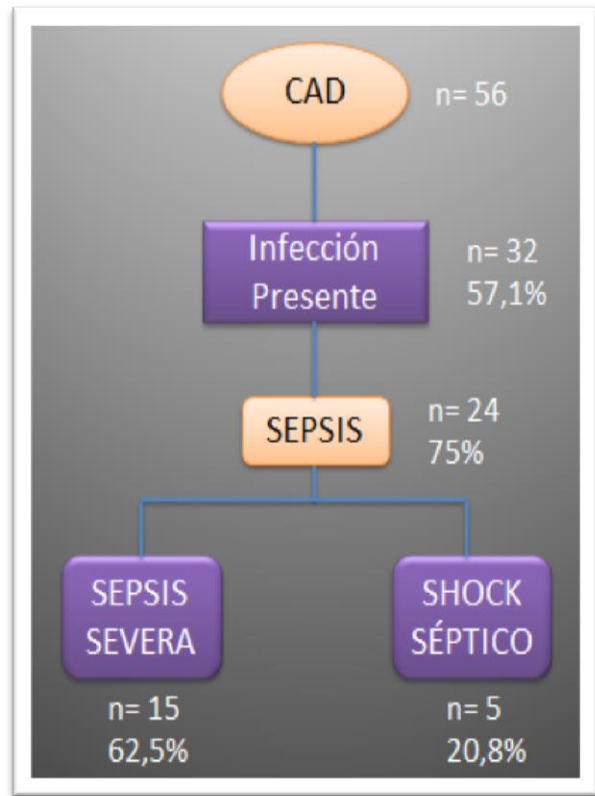 CAD
n= 56
Infección
Presente
n= 32
57,1%
SEPSIS
n= 24
75%
SEPSIS
SEVERA
n= 15
62,5%
SHOCK
SÉPTICO
n= 5
20,8%